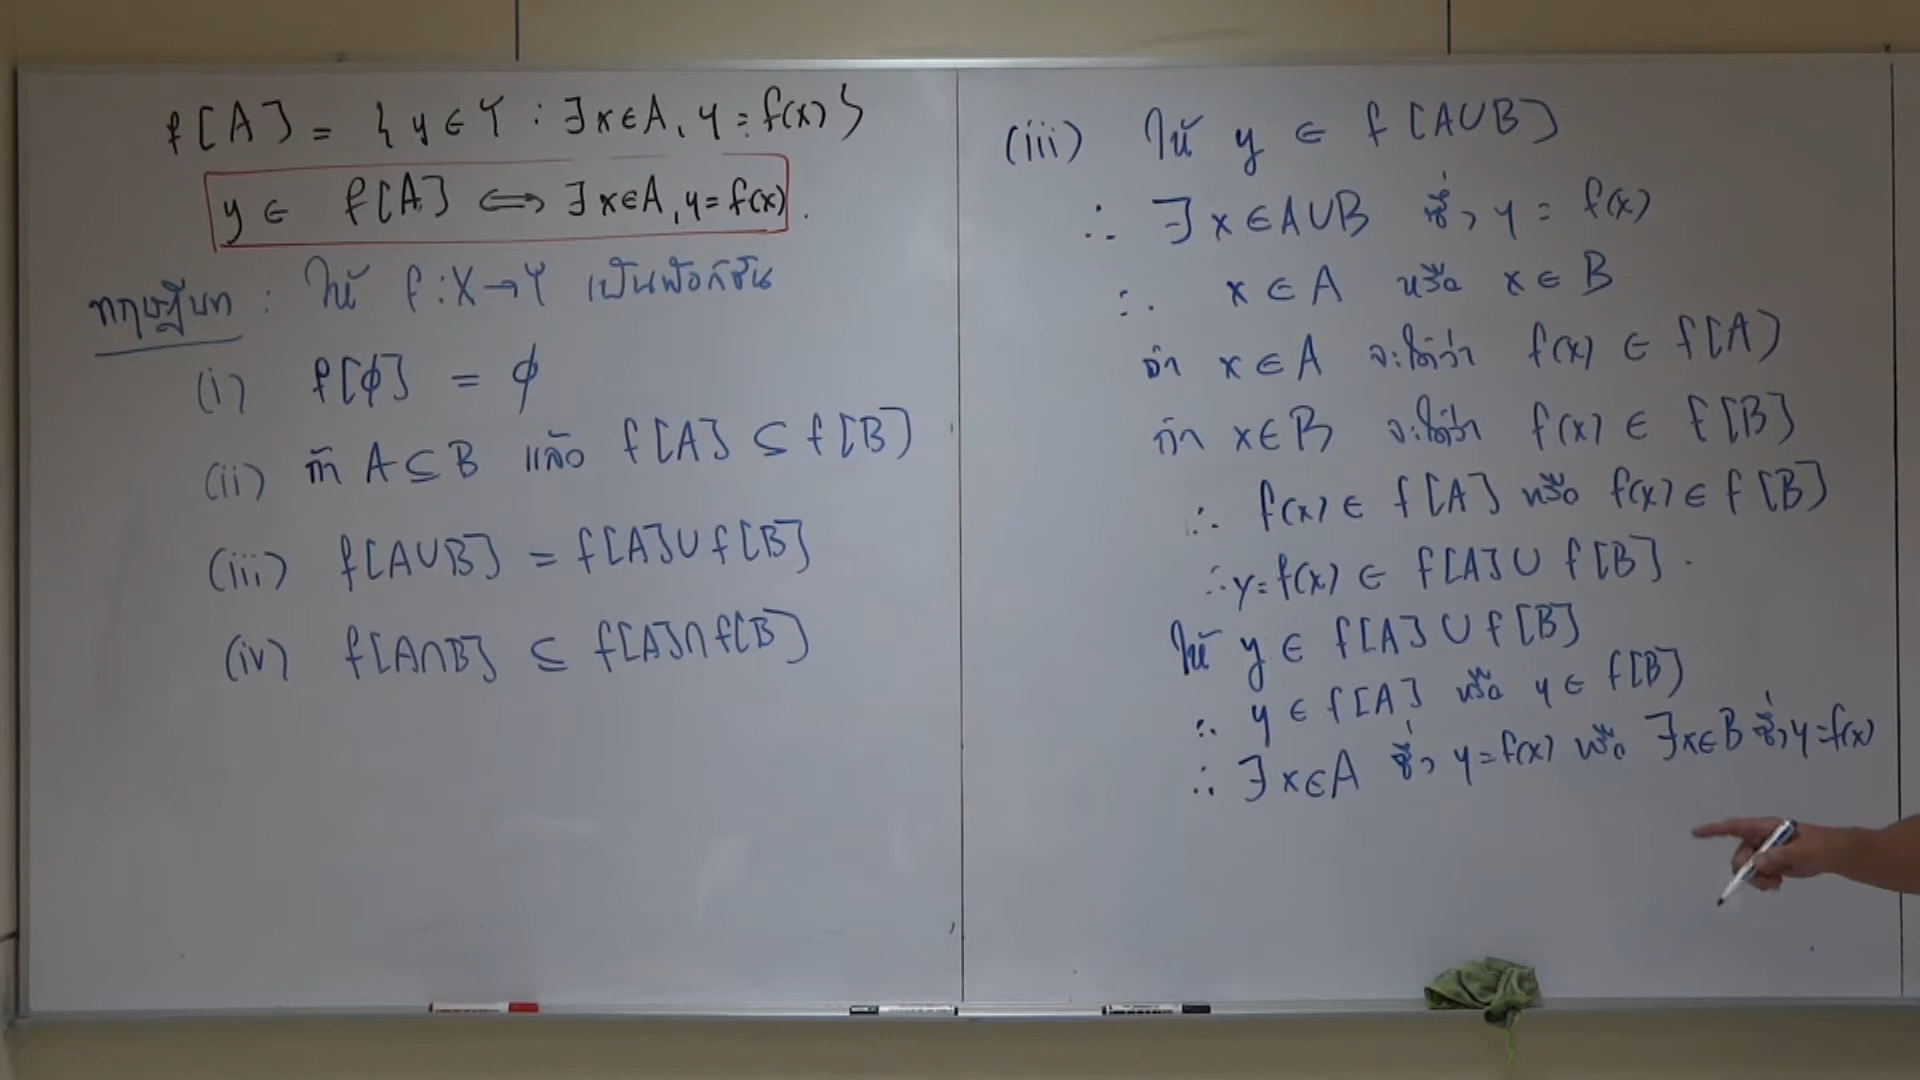 f[A] = {y ∈ Y : ∃x∈A, y = f(x)}
y ∈ f[A] ⟺ ∃x∈A, y = f(x).
ทฤษฎีบท : ให้ f : X → Y เป็นฟังก์ชัน
(i) f[ϕ] = ϕ
(ii) ถ้า A ⊆ B แล้ว f[A] ⊆ f[B]
(iii) f[A∪B] = f[A]∪f[B]
(iv) f[A∩B] ⊆ f[A]∩f[B]
(iii) ให้ y ∈ f[A∪B]
∴ ∃x∈A∪B ซึ่ง y = f(x)
∴ x ∈ A หรือ x ∈ B
ถ้า x ∈ A จะได้ว่า f(x) ∈ f[A]
ถ้า x∈B จะได้ว่า f(x) ∈ f[B]
∴ f(x) ∈ f[A] หรือ f(x) ∈ f[B]
∴ y = f(x) ∈ f[A]∪f[B].
ให้ y ∈ f[A]∪f[B]
∴ y ∈ f[A] หรือ y ∈ f[B]
∴ ∃x∈A ซึ่ง y = f(x) หรือ ∃x∈B ซึ่ง y = f(x)